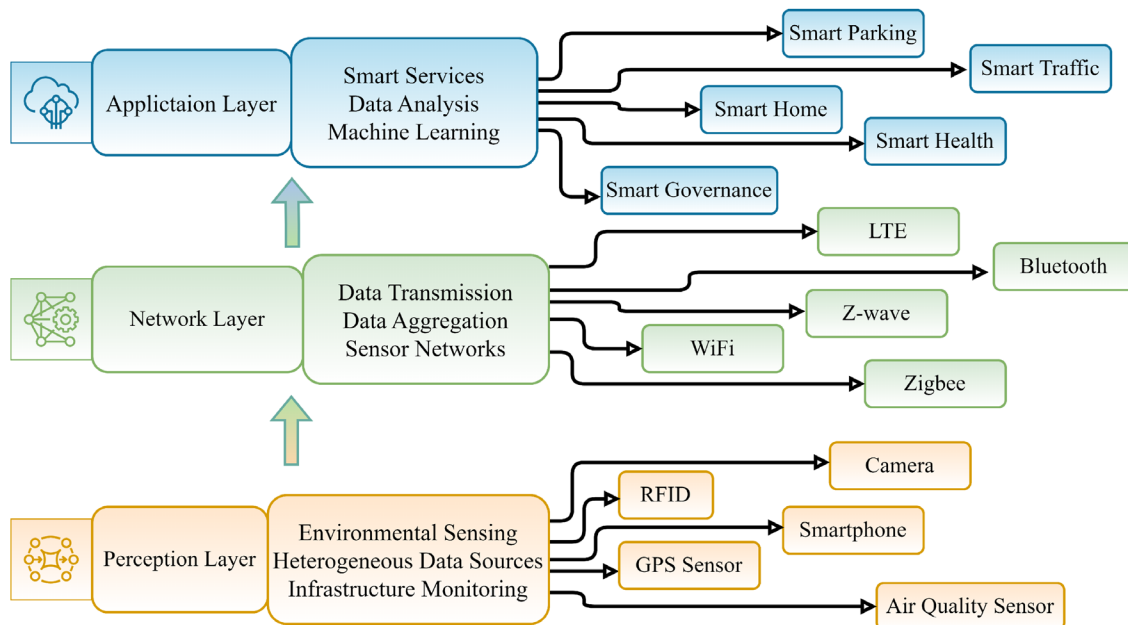 Applictaion Layer
Smart Services
Data Analysis
Machine Learning
Smart Parking
Smart Traffic
Smart Home
Smart Health
Smart Governance
Network Layer
Data Transmission
Data Aggregation
Sensor Networks
LTE
Bluetooth
Z-wave
WiFi
Zigbee
Perception Layer
Environmental Sensing
Heterogeneous Data Sources
Infrastructure Monitoring
Camera
RFID
Smartphone
GPS Sensor
Air Quality Sensor